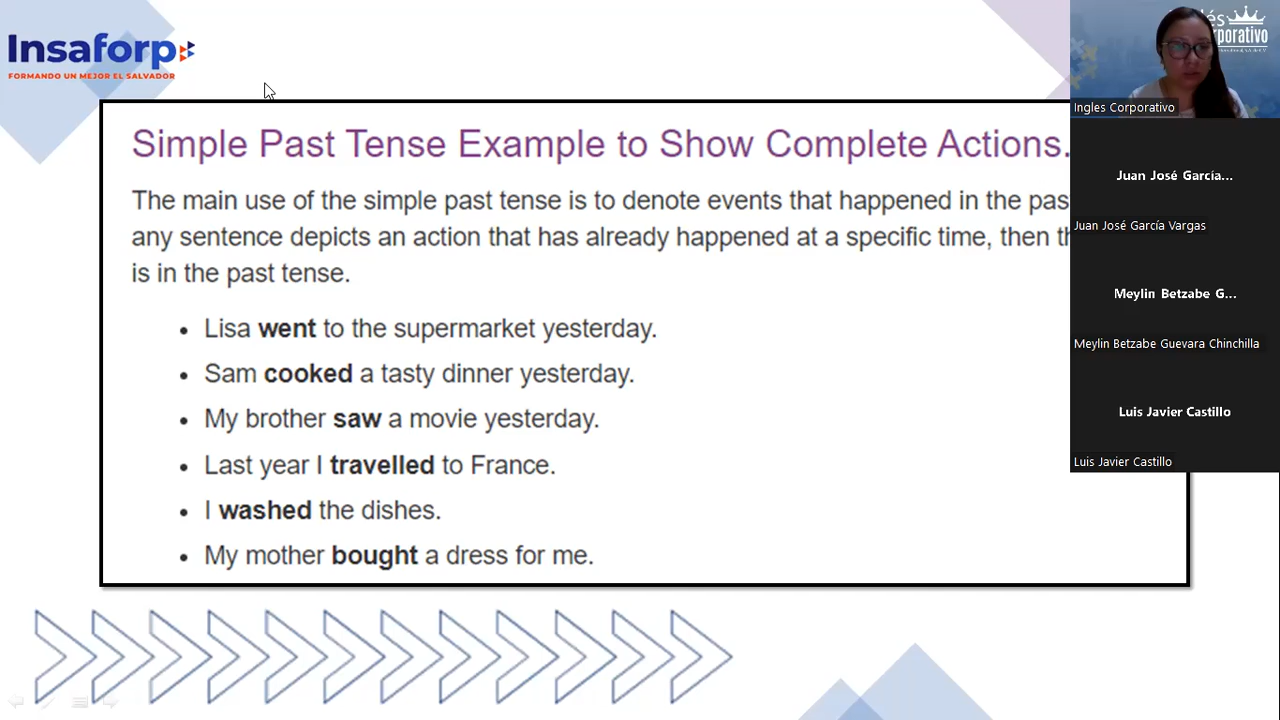 Insaforp
FORMANDO UN MEJOR EL SALVADOR
Simple Past Tense Example to Show Complete Actions.
The main use of the simple past tense is to denote events that happened in the pas
any sentence depicts an action that has already happened at a specific time, then th
is in the past tense.
• Lisa went to the supermarket yesterday.
• Sam cooked a tasty dinner yesterday.
• My brother saw a movie yesterday.
• Last year I travelled to France.
• I washed the dishes.
• My mother bought a dress for me.
Ingles Corporativo
Juan José García...
Juan José García Vargas
Meylin Betzabe G...
Meylin Betzabe Guevara Chinchilla
Luis Javier Castillo
Luis Javier Castillo